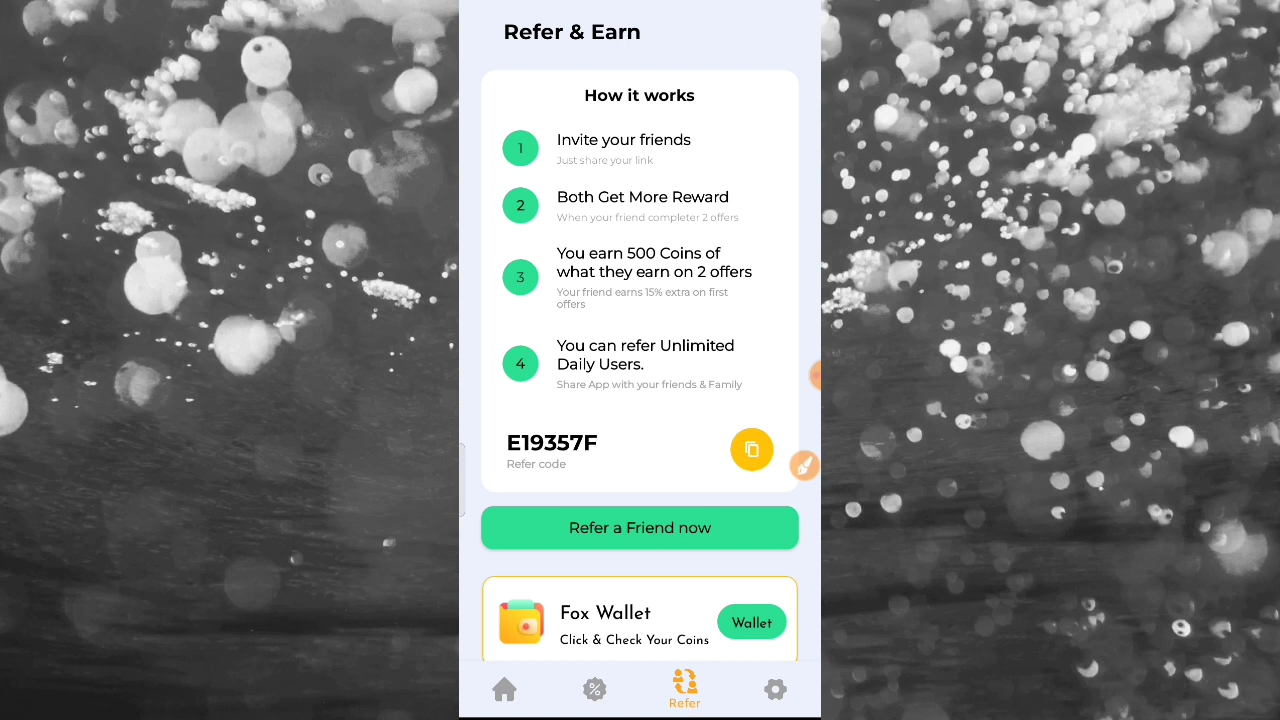 Refer & Earn
How it works
1
Invite your friends
Just share your link
2
Both Get More Reward
When your friend completer 2 offers
3
You earn 500 Coins of
what they earn on 2 offers
Your friend earns 15% extra on first
offers
4
You can refer Unlimited
Daily Users.
Share App with your friends & Family
E19357F
Refer code
Refer a Friend now
Fox Wallet
Click & Check Your Coins
Wallet
Refer